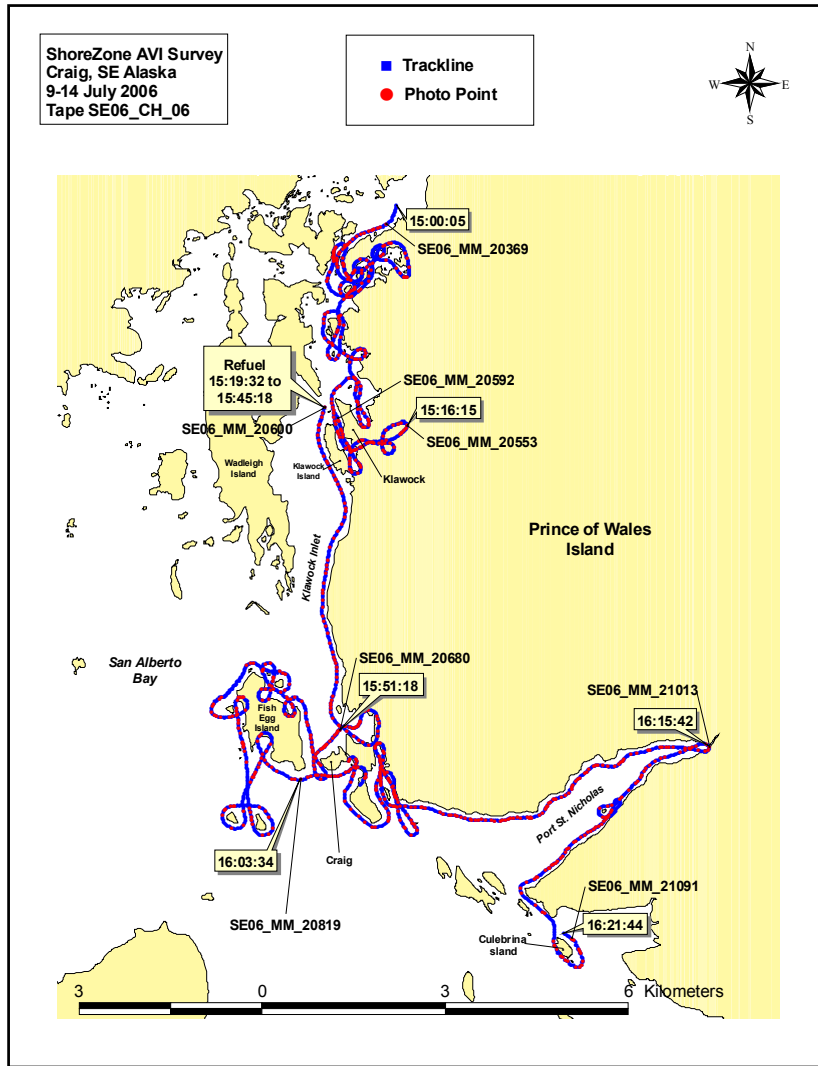 ShoreZone AVI Survey
Craig, SE Alaska
9-14 July 2006
Tape SE06_CH_06
Trackline
Photo Point
N
W
E
S
15:00:05
SE06_MM_20369
Refuel
15:19:32 to
15:45:18
SE06_MM_20592
15:16:15
SE06_MM_20600
SE06_MM_20553
Wadleigh
Island
Klawock
Island
Klawock
Prince of Wales
Island
Klawock Inlet
San Alberto
Bay
SE06_MM_20680
15:51:18
SE06_MM_21013
16:15:42
Fish
Egg
Island
Port St. Nicholas
16:03:34
Craig
SE06_MM_20819
SE06_MM_21091
16:21:44
Culebrina
sland
3
0
3
6 Kilometers